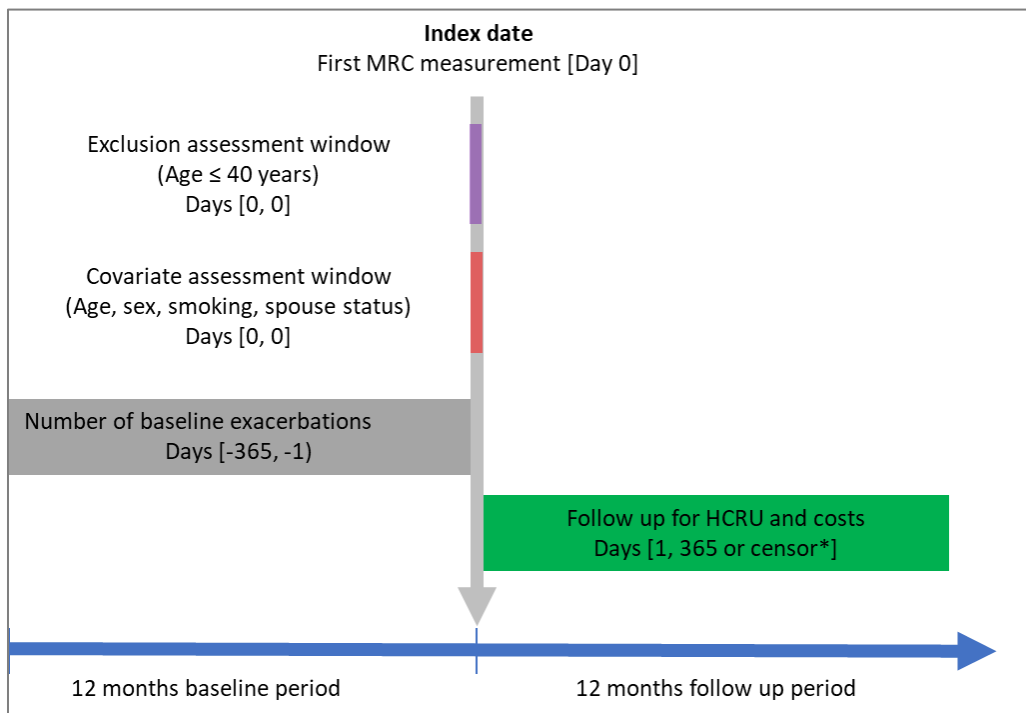 Index date
First MRC measurement [Day 0]
Exclusion assessment window
(Age ≤ 40 years)
Days [0, 0]
Covariate assessment window
(Age, sex, smoking, spouse status)
Days [0, 0]
Number of baseline exacerbations
Days [-365, -1)
Follow up for HCRU and costs
Days [1, 365 or censor*]
12 months baseline period
12 months follow up period